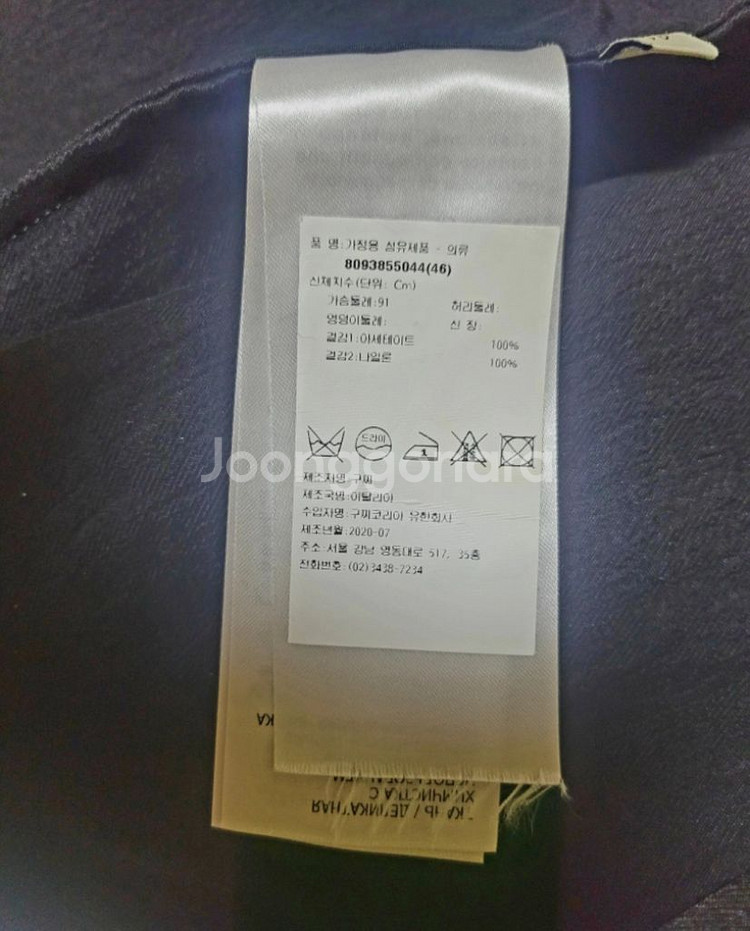 품 명:가정용 섬유제품 - 의류
8093855044(46)
신체치수(단위: Cm)
가슴둘레:91 허리둘레:
엉덩이둘레: 신 장:
겉감1:아세테이트 100%
겉감2:나일론 100%
드라이
제조자명:구찌
제조국명:이탈리아
수입자명:구찌코리아 유한회사
제조년월:2020-07
주소:서울 강남 영동대로 517, 35층
전화번호:(02)3438-7234
Joonggonara
ХИМЧИСТКА С
ТКАНЬ / ДЕЛИКАТНАЯ